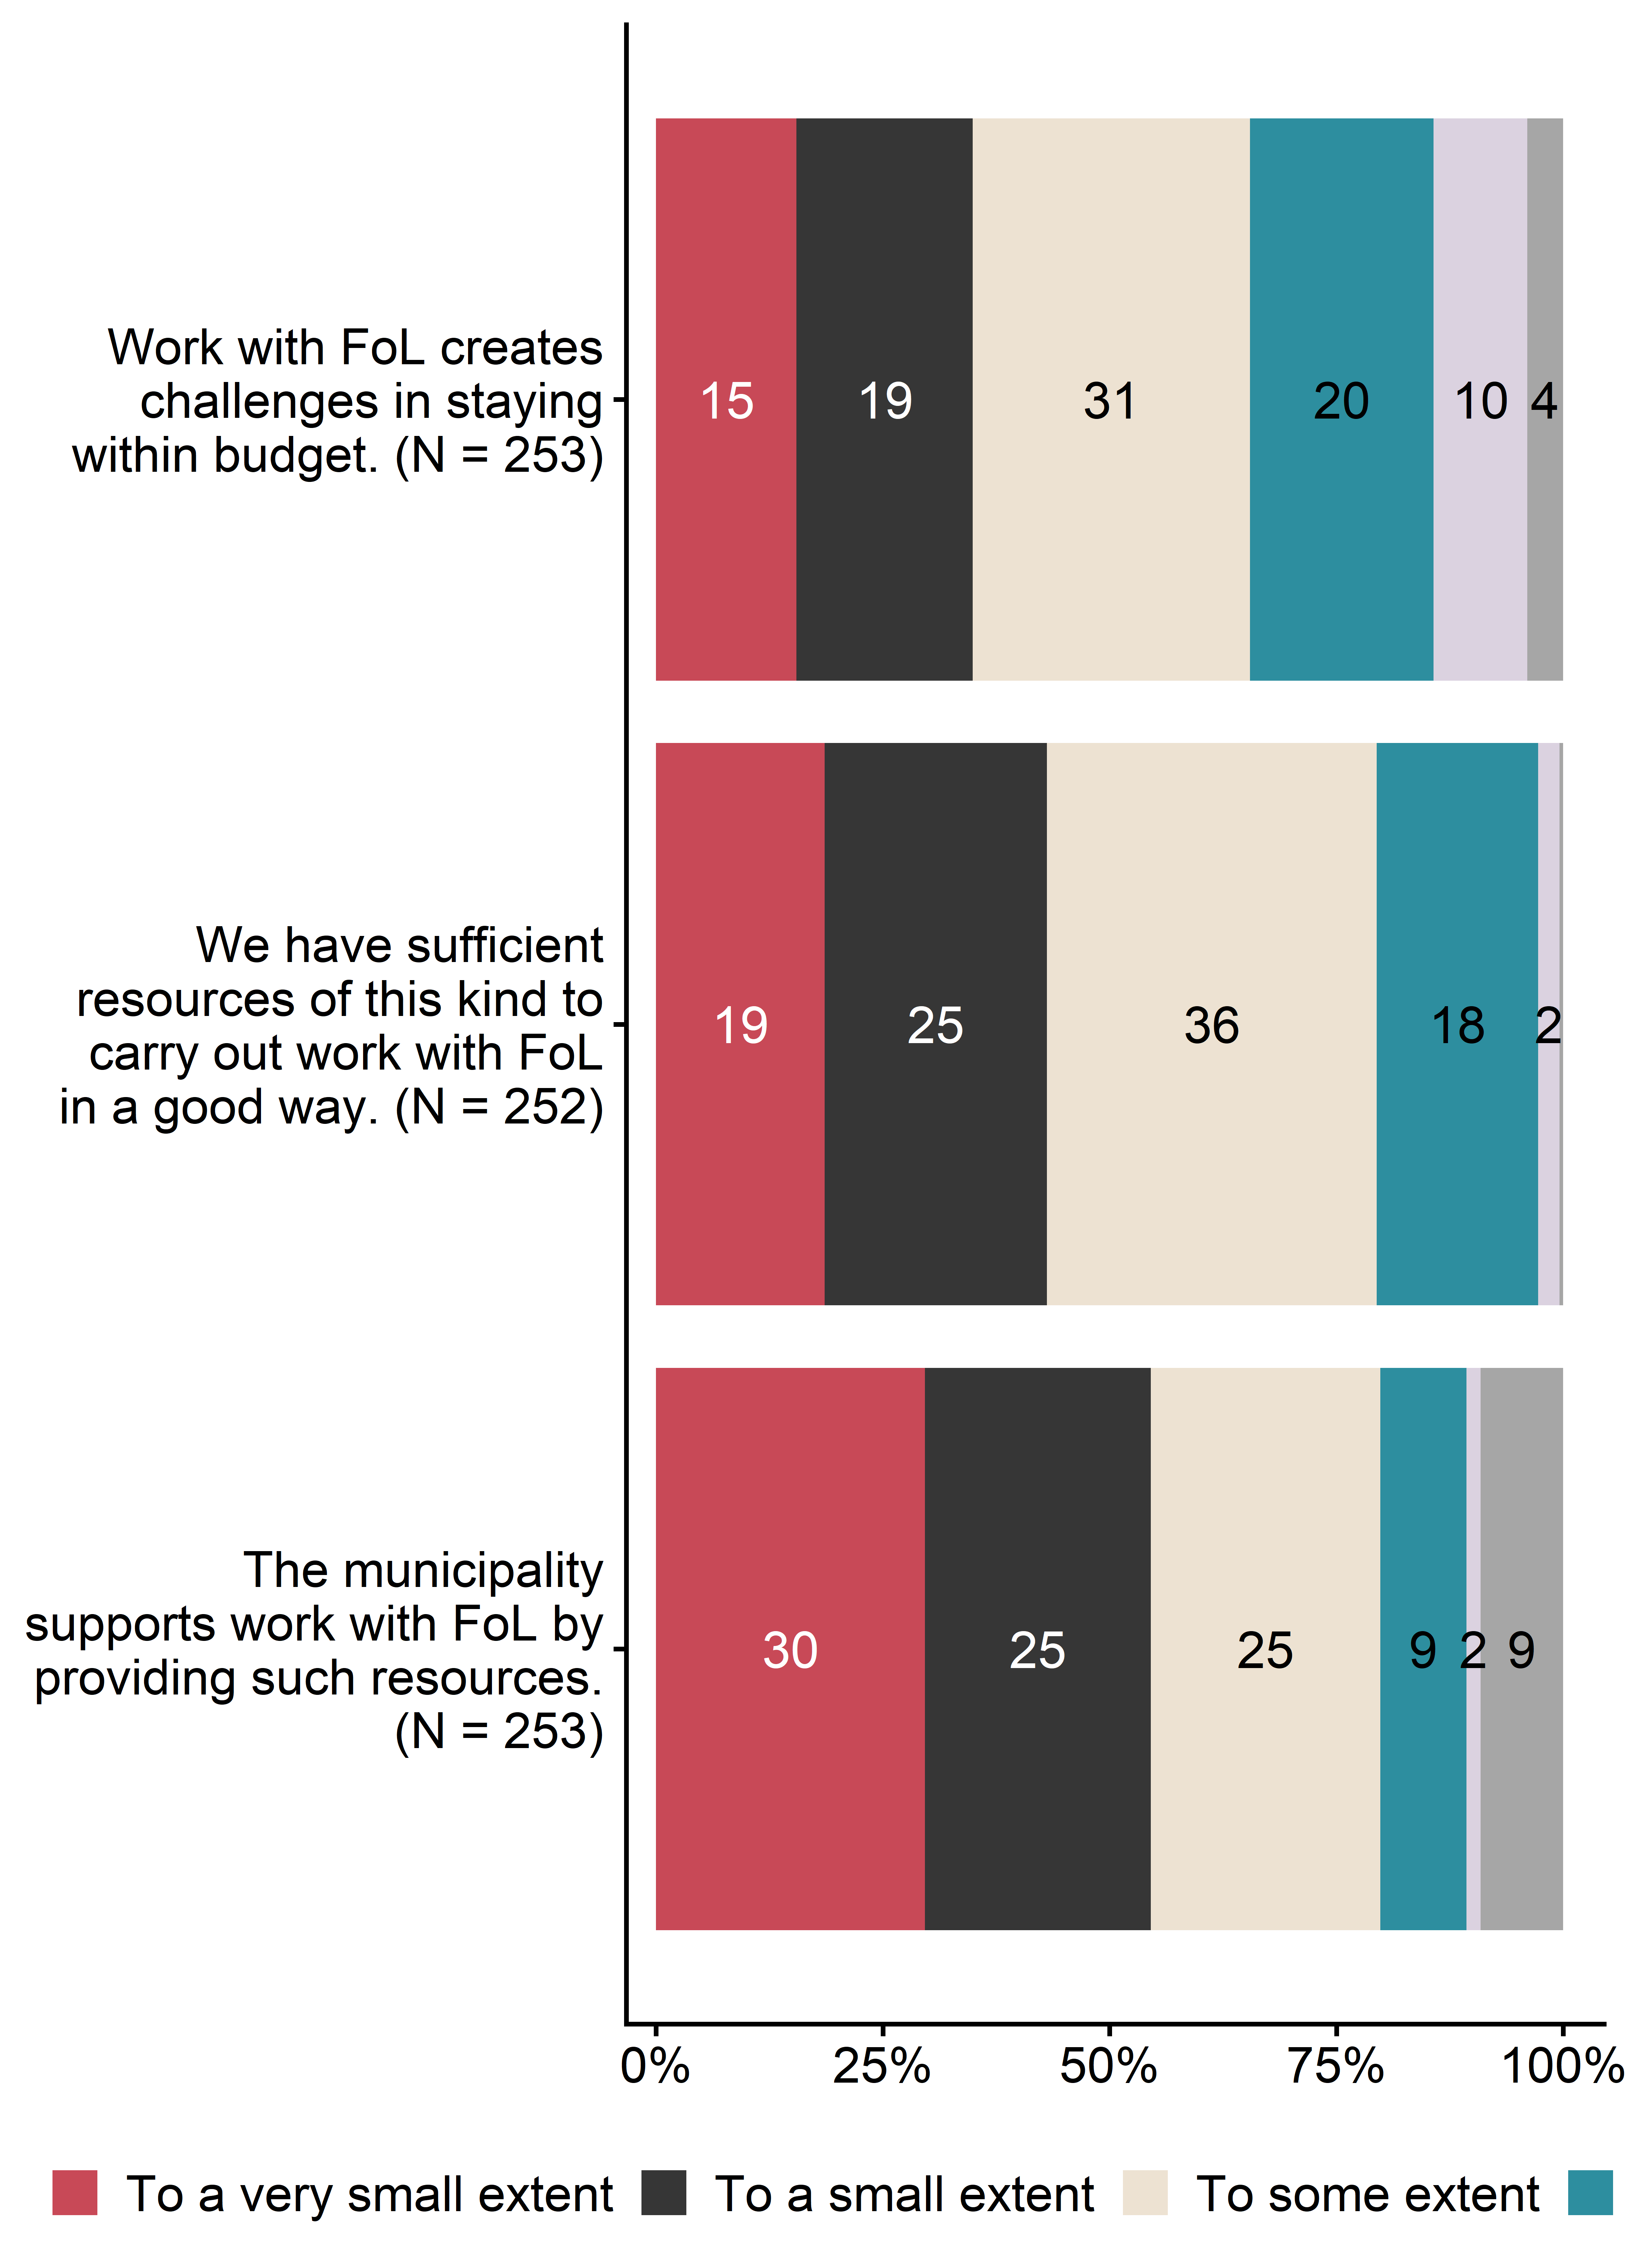 Work with FoL creates
challenges in staying
within budget. (N = 253)
15 19 31 20 10 4
We have sufficient
resources of this kind to
carry out work with FoL
in a good way. (N = 252)
19 25 36 18 2
The municipality
supports work with FoL by
providing such resources.
(N = 253)
30 25 25 9 2 9
0% 25% 50% 75% 100%
To a very small extent To a small extent To some extent